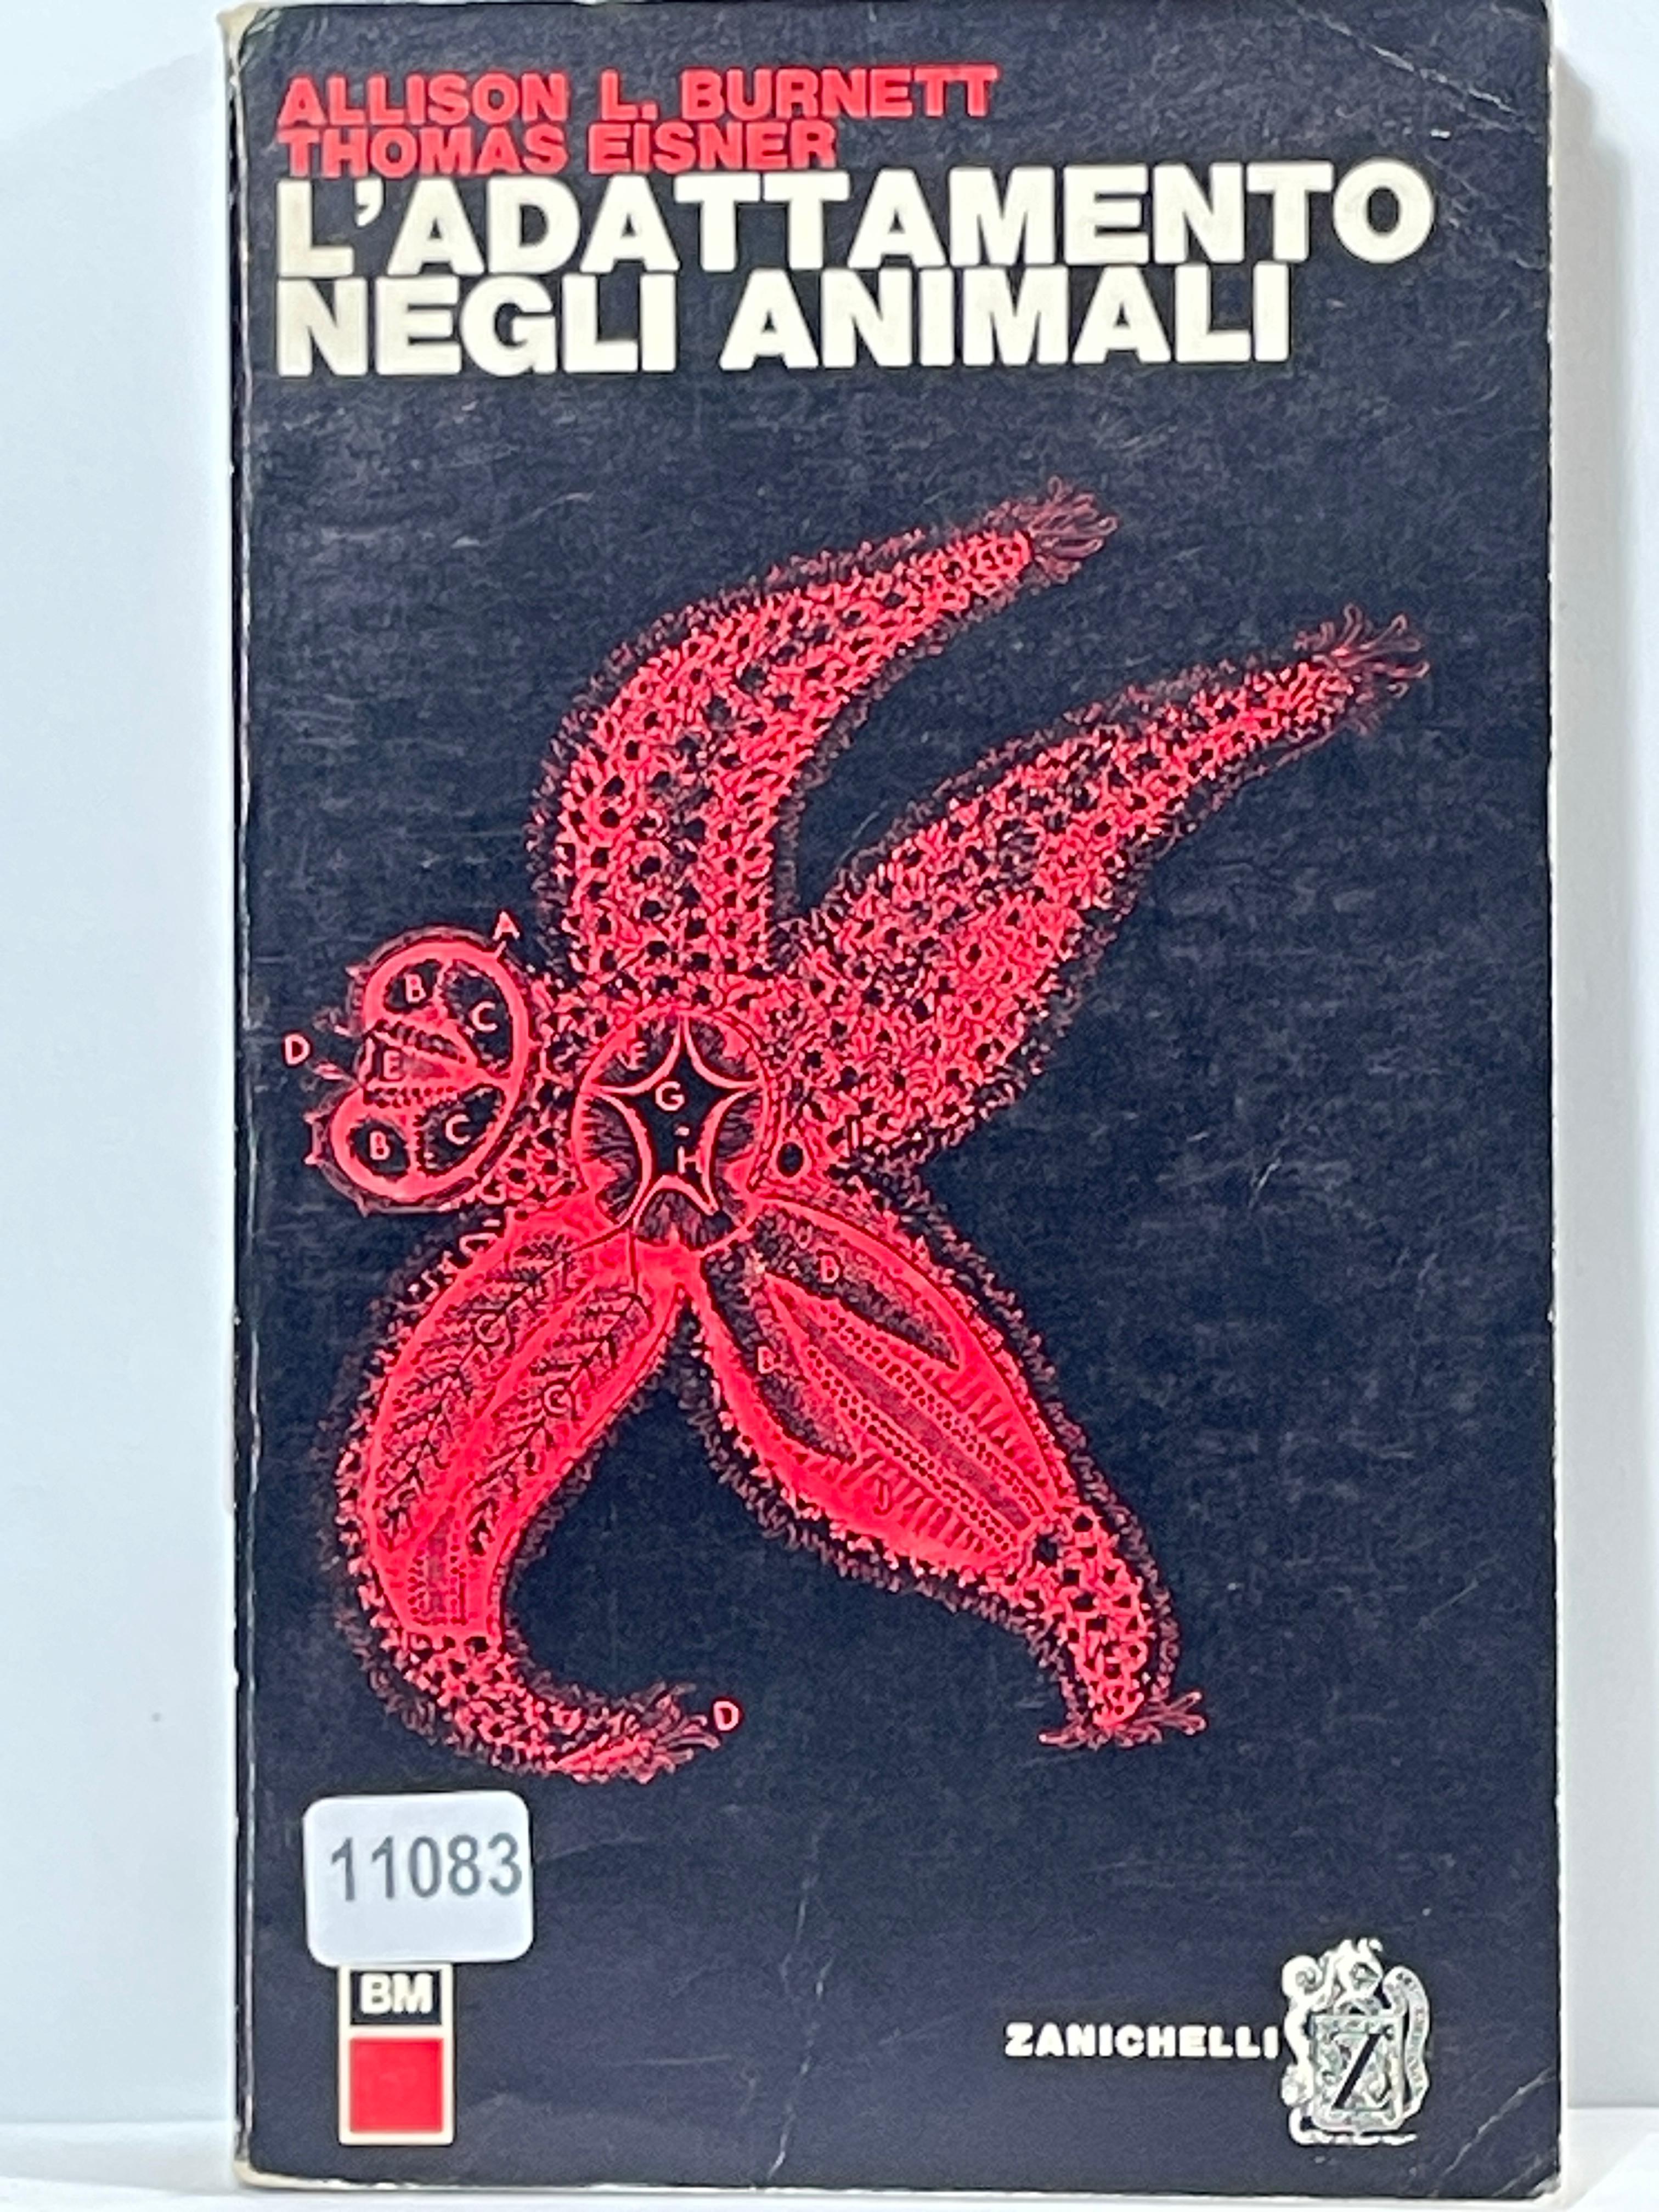 ALLISON L. BURNETT
THOMAS EISNER
L'ADATTAMENTO
NEGLI ANIMALI
A
B
C
D
E
B
C
F
G
H
I
B
B
C
C
D
11083
BM
ZANICHELLI
Z